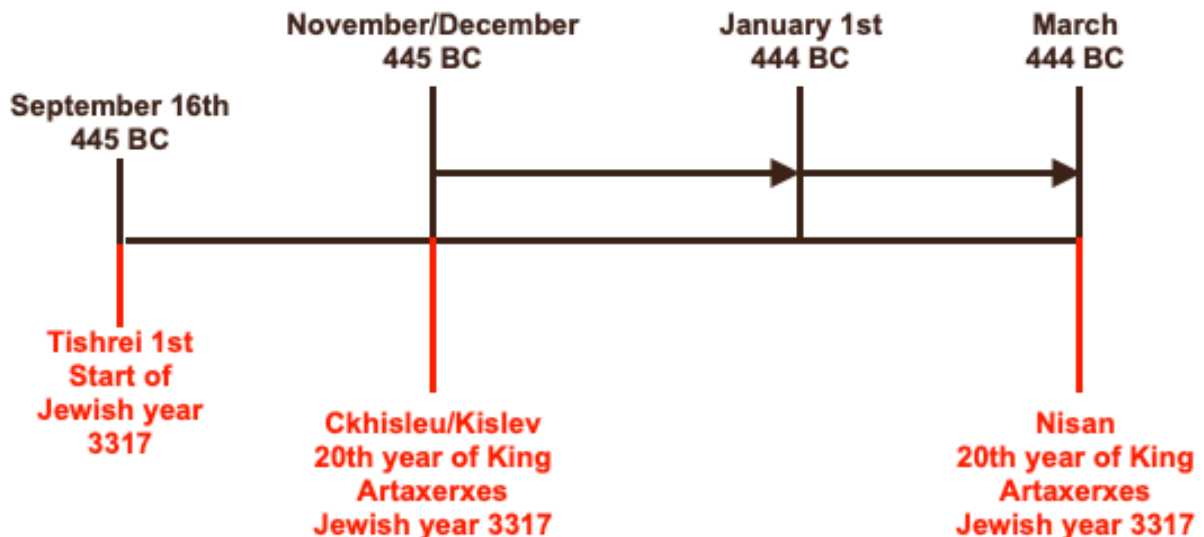 November/December
445 BC
January 1st
444 BC
March
444 BC
September 16th
445 BC
Tishrei 1st
Start of
Jewish year
3317
Ckhisleu/Kislev
20th year of King
Artaxerxes
Jewish year 3317
Nisan
20th year of King
Artaxerxes
Jewish year 3317